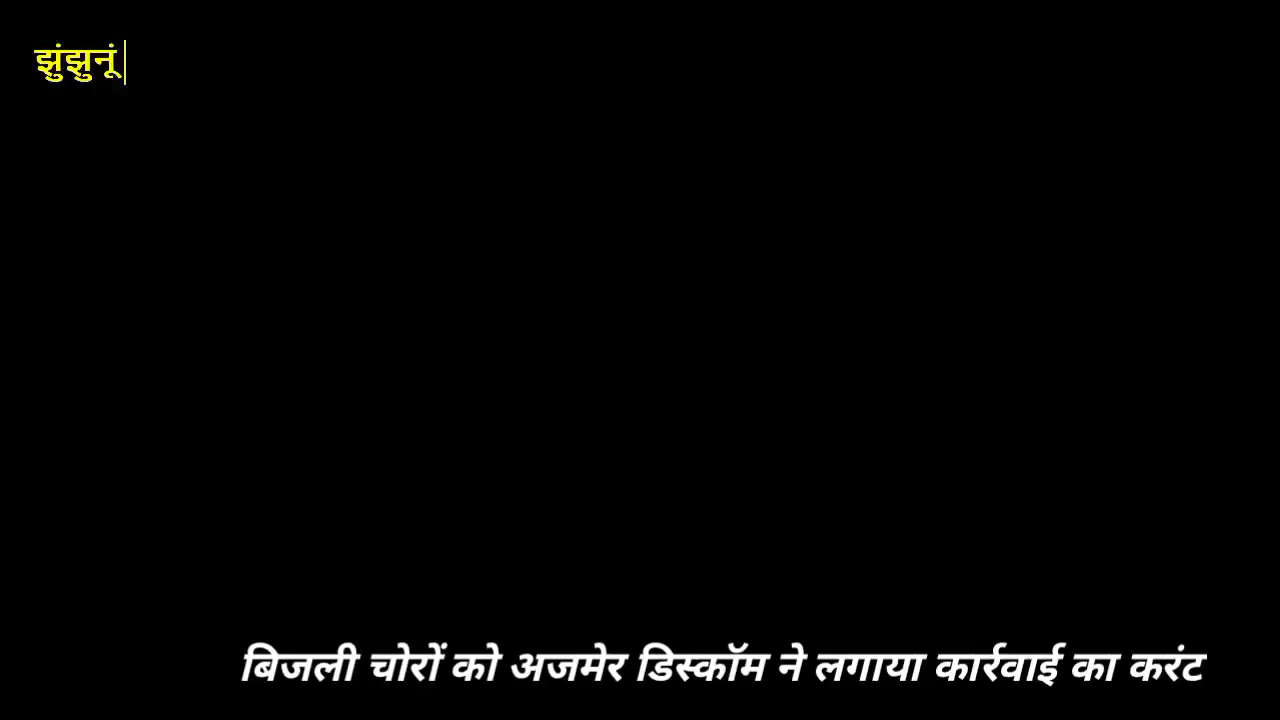 झुंझुनूं
बिजली चोरों को अजमेर डिस्कॉम ने लगाया कार्रवाई का करंट